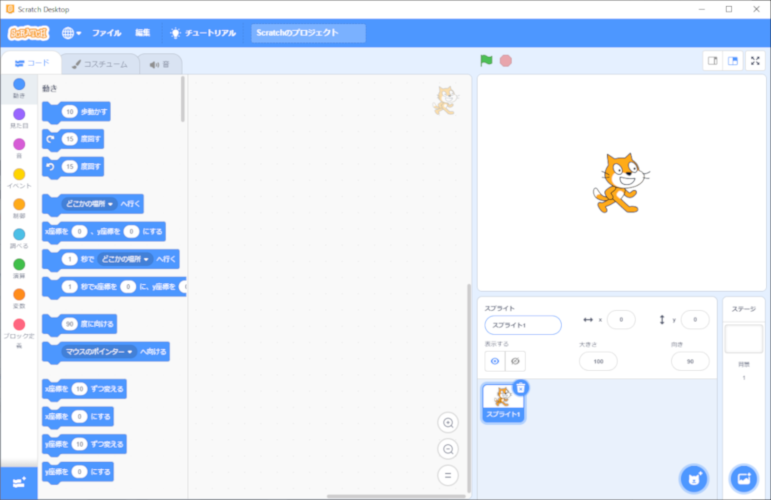 Scratch Desktop
SCRATCH
ファイル 編集 チュートリアル Scratchのプロジェクト
コード コスチューム 音
動き
見た目
音
イベント
制御
調べる
演算
変数
ブロック定義
動き
10 歩動かす
15 度回す
15 度回す
どこかの場所 へ行く
x座標を 0 、y座標を 0 にする
1 秒で どこかの場所 へ行く
1 秒でx座標を 0 に、y座標を
90 度に向ける
マウスのポインター へ向ける
x座標を 10 ずつ変える
x座標を 0 にする
y座標を 10 ずつ変える
y座標を 0 にする
スプライト
スプライト1
x 0 y 0
表示する 大きさ 向き
100 90
スプライト1
ステージ
背景
1